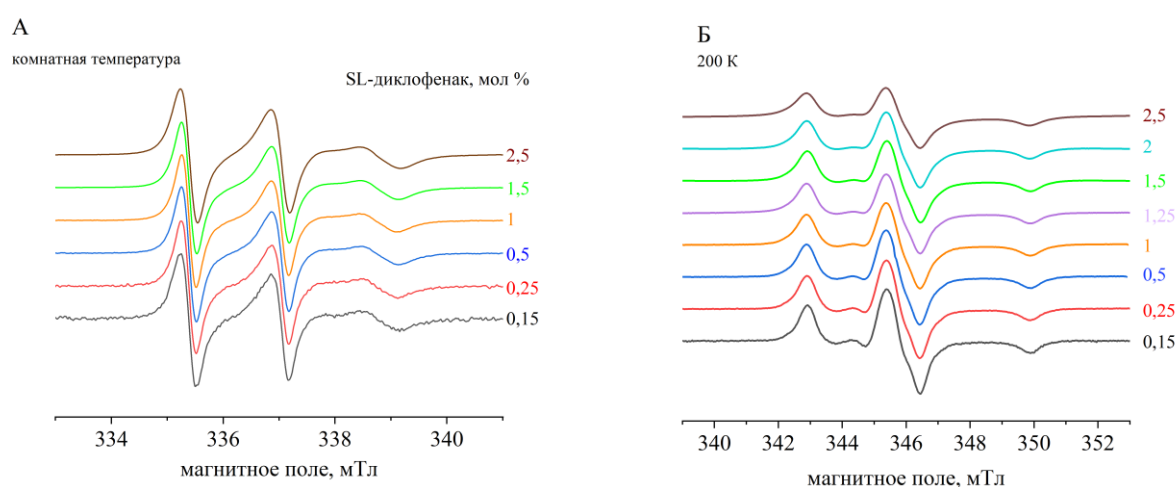 А
комнатная температура
SL-диклофенак, мол %
2,5
1,5
1
0,5
0,25
0,15
334 336 338 340
магнитное поле, мТл
Б
200 К
2,5
2
1,5
1,25
1
0,5
0,25
0,15
340 342 344 346 348 350 352
магнитное поле, мТл